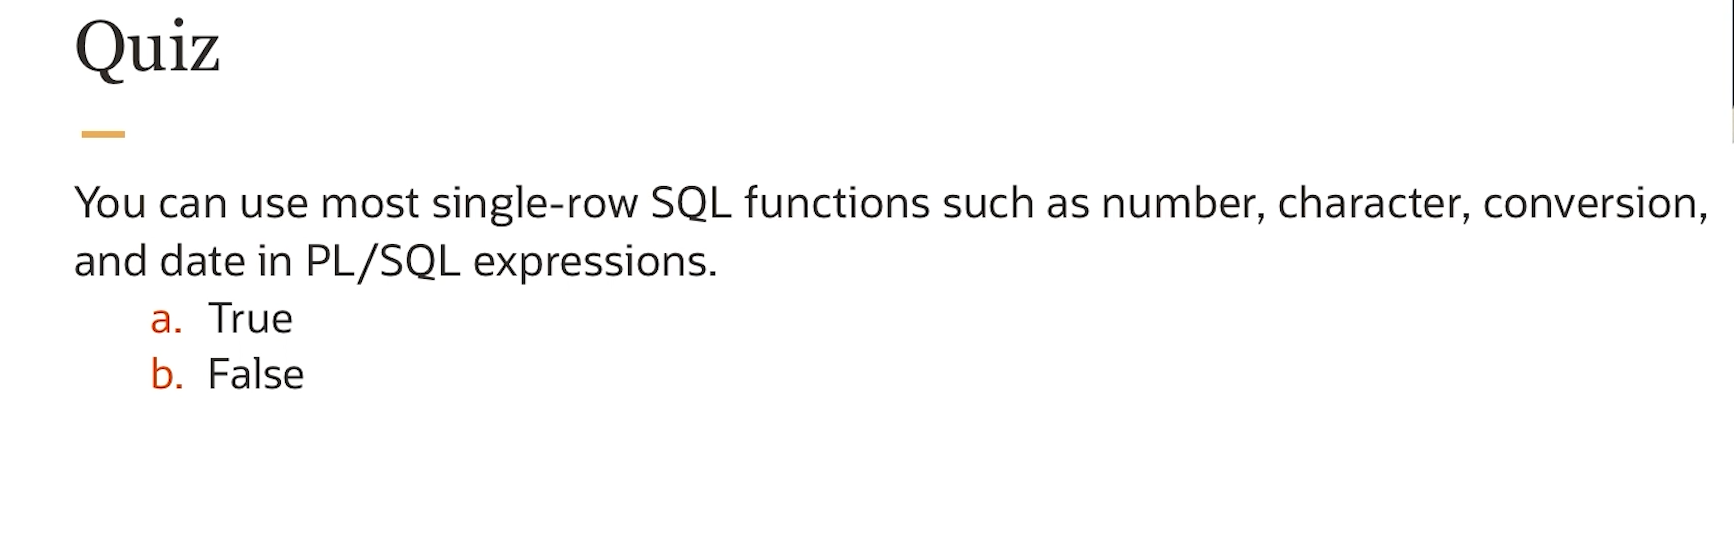 Quiz
You can use most single-row SQL functions such as number, character, conversion,
and date in PL/SQL expressions.
a. True
b. False